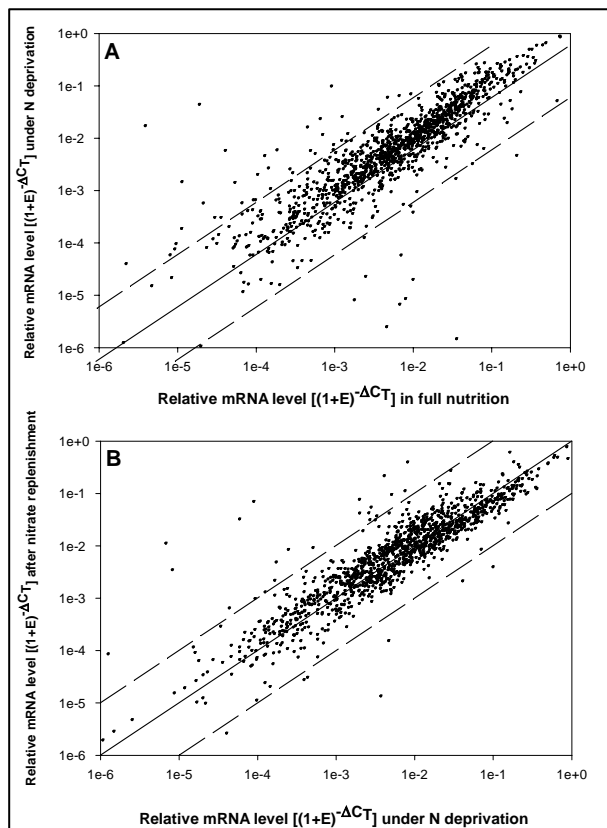 A
Relative mRNA level [(1+E)^-ΔCT] under N deprivation
1e+0
1e-1
1e-2
1e-3
1e-4
1e-5
1e-6
1e-6 1e-5 1e-4 1e-3 1e-2 1e-1 1e+0
Relative mRNA level [(1+E)^-ΔCT] in full nutrition
B
Relative mRNA level [(1+E)^-ΔCT] after nitrate replenishment
1e+0
1e-1
1e-2
1e-3
1e-4
1e-5
1e-6
1e-6 1e-5 1e-4 1e-3 1e-2 1e-1 1e+0
Relative mRNA level [(1+E)^-ΔCT] under N deprivation